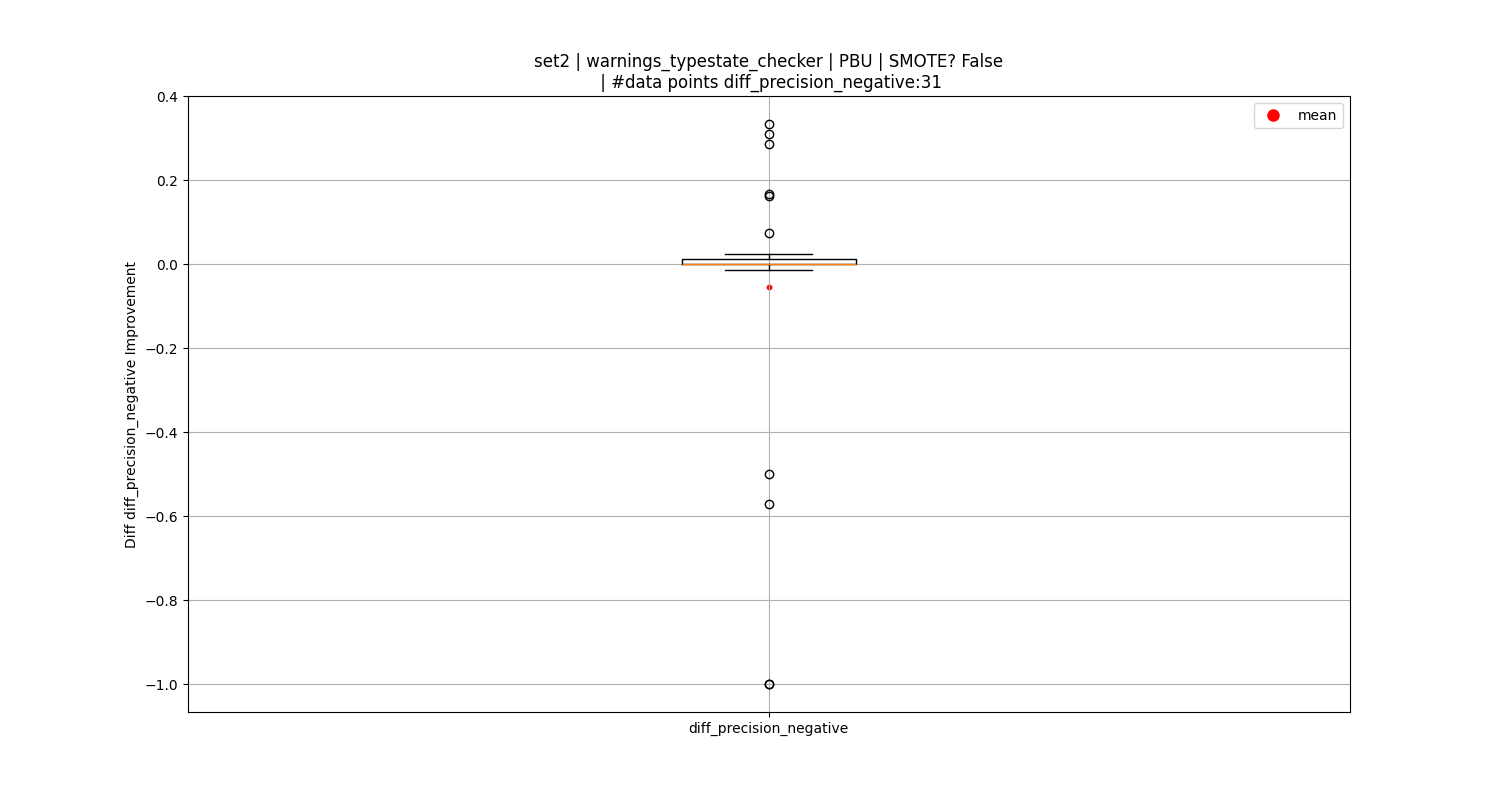 set2 | warnings_typestate_checker | PBU | SMOTE? False
| #data points diff_precision_negative:31
mean
0.4
0.2
0.0
−0.2
−0.4
−0.6
−0.8
−1.0
Diff diff_precision_negative Improvement
diff_precision_negative